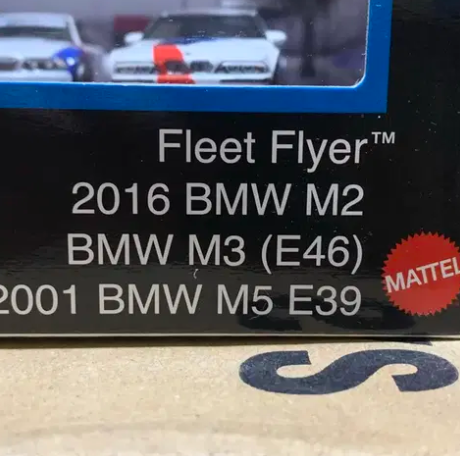 Fleet Flyer™
2016 BMW M2
BMW M3 (E46)
2001 BMW M5 E39
MATTEL
S